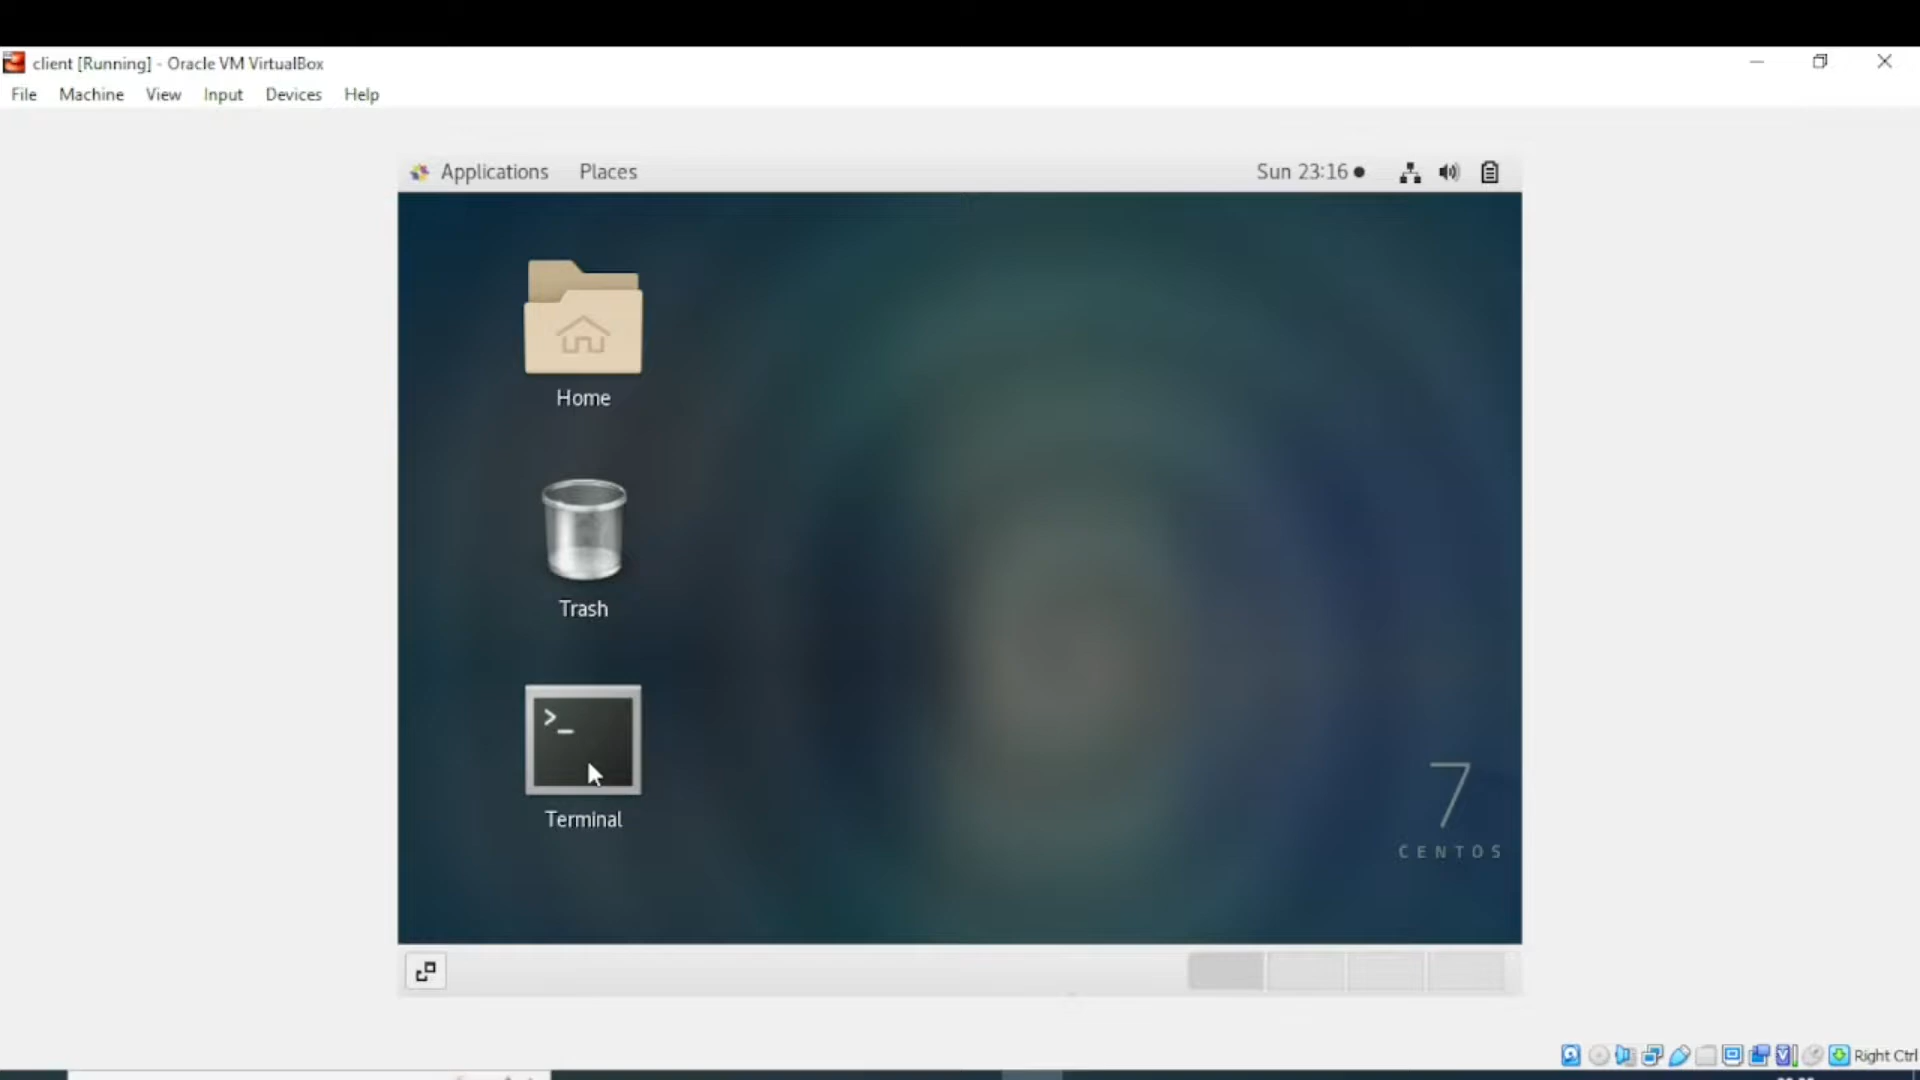 client [Running] - Oracle VM VirtualBox
File Machine View Input Devices Help
Applications Places Sun 23:16
Home
Trash
>_
Terminal
7
CENTOS
Right Ctrl